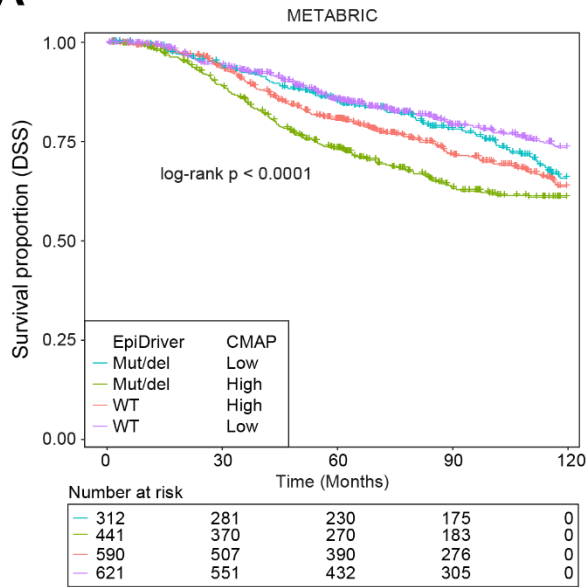 METABRIC
Survival proportion (DSS)
1.00
0.75
0.50
0.25
0.00
log-rank p < 0.0001
EpiDriver CMAP
Mut/del Low
Mut/del High
WT High
WT Low
0 30 60 90 120
Time (Months)
Number at risk
312 281 230 175 0
441 370 270 183 0
590 507 390 276 0
621 551 432 305 0